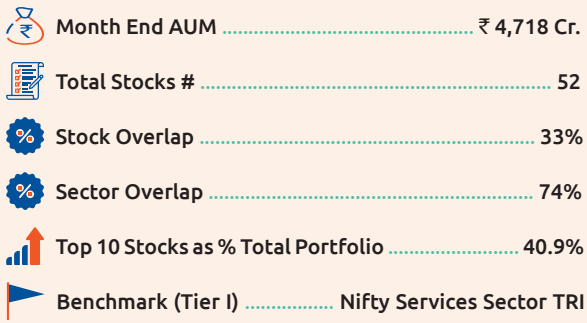 Month End AUM ₹ 4,718 Cr.
Total Stocks # 52
Stock Overlap 33%
Sector Overlap 74%
Top 10 Stocks as % Total Portfolio 40.9%
Benchmark (Tier I) Nifty Services Sector TRI